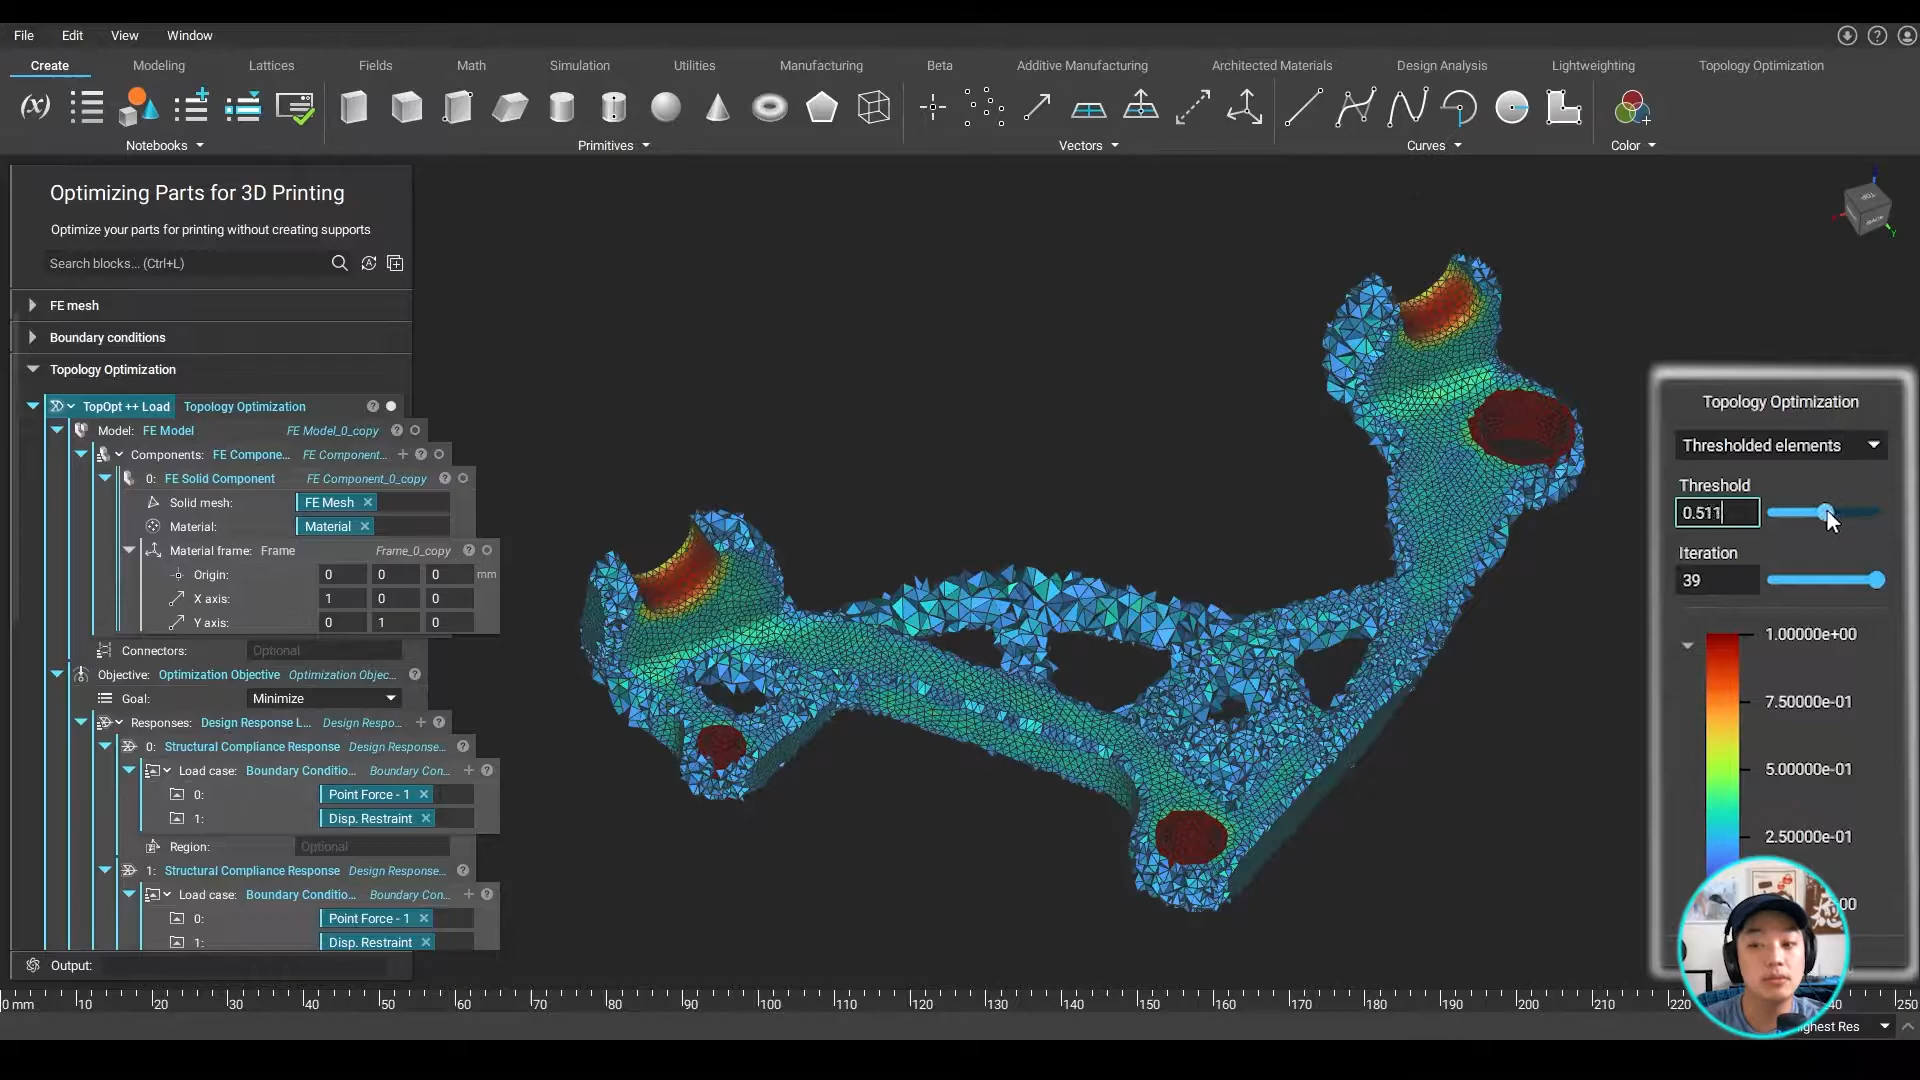 File Edit View Window
Create Modeling Lattices Fields Math Simulation Utilities Manufacturing Beta Additive Manufacturing Architected Materials Design Analysis Lightweighting Topology Optimization
Notebooks Primitives Vectors Curves Color
Optimizing Parts for 3D Printing
Optimize your parts for printing without creating supports
Search blocks... (Ctrl+L)
FE mesh
Boundary conditions
Topology Optimization
TopOpt ++ Load Topology Optimization
Model: FE Model FE Model_0_copy
Components: FE Compone... FE Component...
0: FE Solid Component FE Component_0_copy
Solid mesh: FE Mesh
Material: Material
Material frame: Frame Frame_0_copy
Origin: 0 0 0 mm
X axis: 1 0 0
Y axis: 0 1 0
Connectors: Optional
Objective: Optimization Objective Optimization Objec...
Goal: Minimize
Responses: Design Response L... Design Respo...
0: Structural Compliance Response Design Response...
Load case: Boundary Conditio... Boundary Con...
0: Point Force - 1
1: Disp. Restraint
Region: Optional
1: Structural Compliance Response Design Response...
Load case: Boundary Conditio... Boundary Con...
0: Point Force - 1
1: Disp. Restraint
Output:
TOP
BACK
Y
Topology Optimization
Thresholded elements
Threshold
0.511
Iteration
39
1.00000e+00
7.50000e-01
5.00000e-01
2.50000e-01
00
0 mm 10 20 30 40 50 60 70 80 90 100 110 120 130 140 150 160 170 180 190 200 210 220 40 250
ghest Res